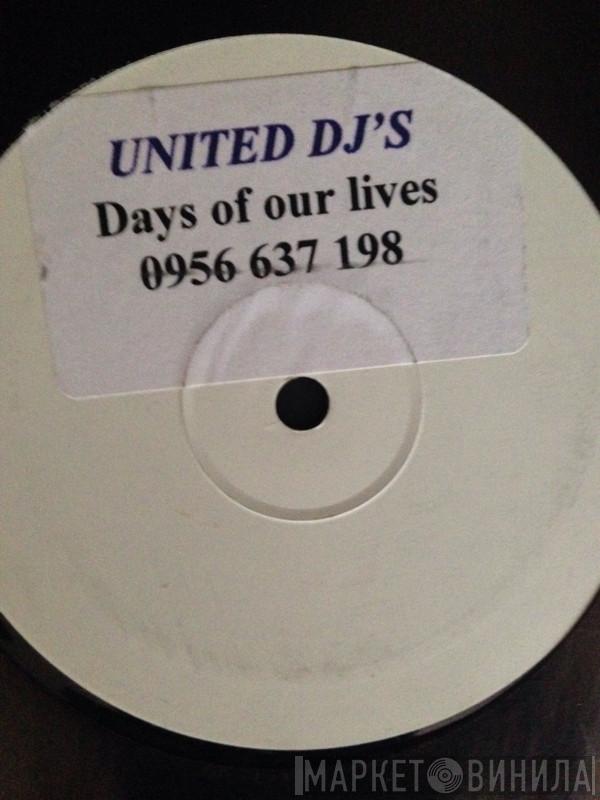 UNITED DJ'S
Days of our lives
0956 637 198
МАРКЕТ ВИНИЛА